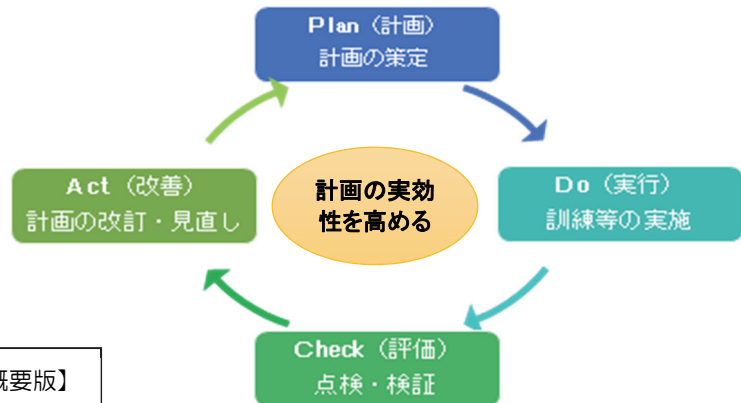 Plan（計画）
計画の策定
Act（改善）
計画の改訂・見直し
計画の実効
性を高める
Do（実行）
訓練等の実施
Check（評価）
点検・検証
概要版】